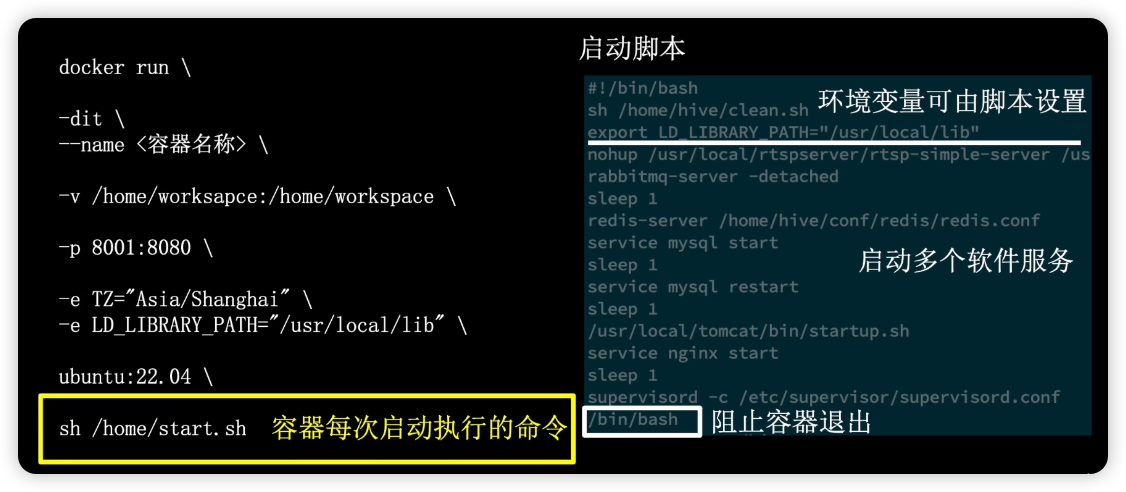 docker run \
-dit \
--name <容器名称> \
-v /home/worksapce:/home/workspace \
-p 8001:8080 \
-e TZ="Asia/Shanghai" \
-e LD_LIBRARY_PATH="/usr/local/lib" \
ubuntu:22.04 \
sh /home/start.sh 容器每次启动执行的命令
启动脚本
#!/bin/bash
sh /home/hive/clean.sh
环境变量可由脚本设置
export LD_LIBRARY_PATH="/usr/local/lib"
nohup /usr/local/rtspserver/rtsp-simple-server /us
rabbitmq-server -detached
sleep 1
redis-server /home/hive/conf/redis/redis.conf
service mysql start
启动多个软件服务
sleep 1
service mysql restart
sleep 1
/usr/local/tomcat/bin/startup.sh
service nginx start
sleep 1
supervisord -c /etc/supervisor/supervisord.conf
/bin/bash 阻止容器退出